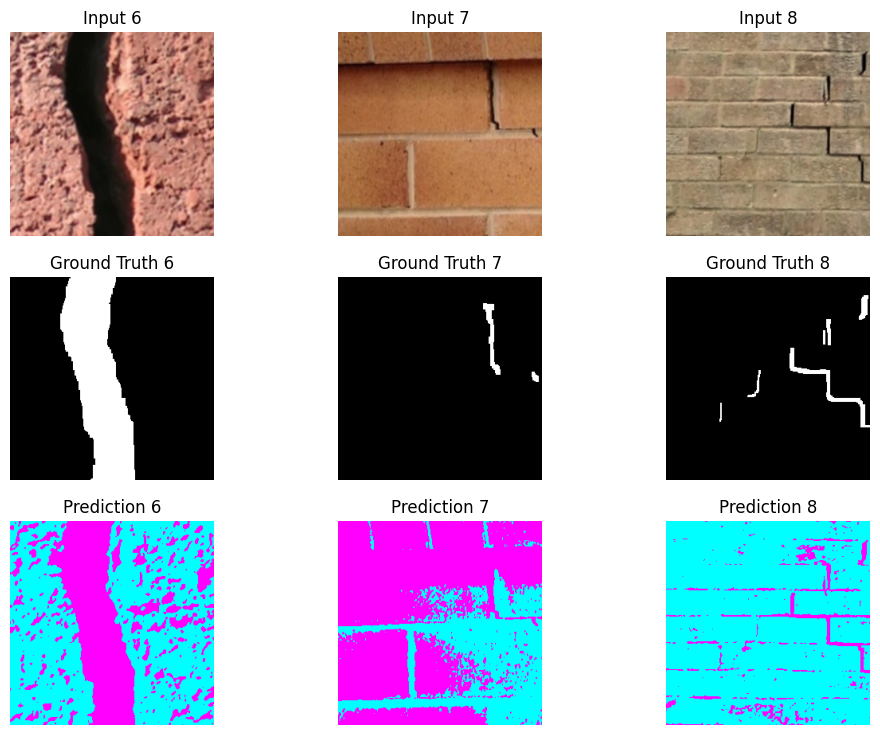 Input 6
Input 7
Input 8
Ground Truth 6
Ground Truth 7
Ground Truth 8
Prediction 6
Prediction 7
Prediction 8